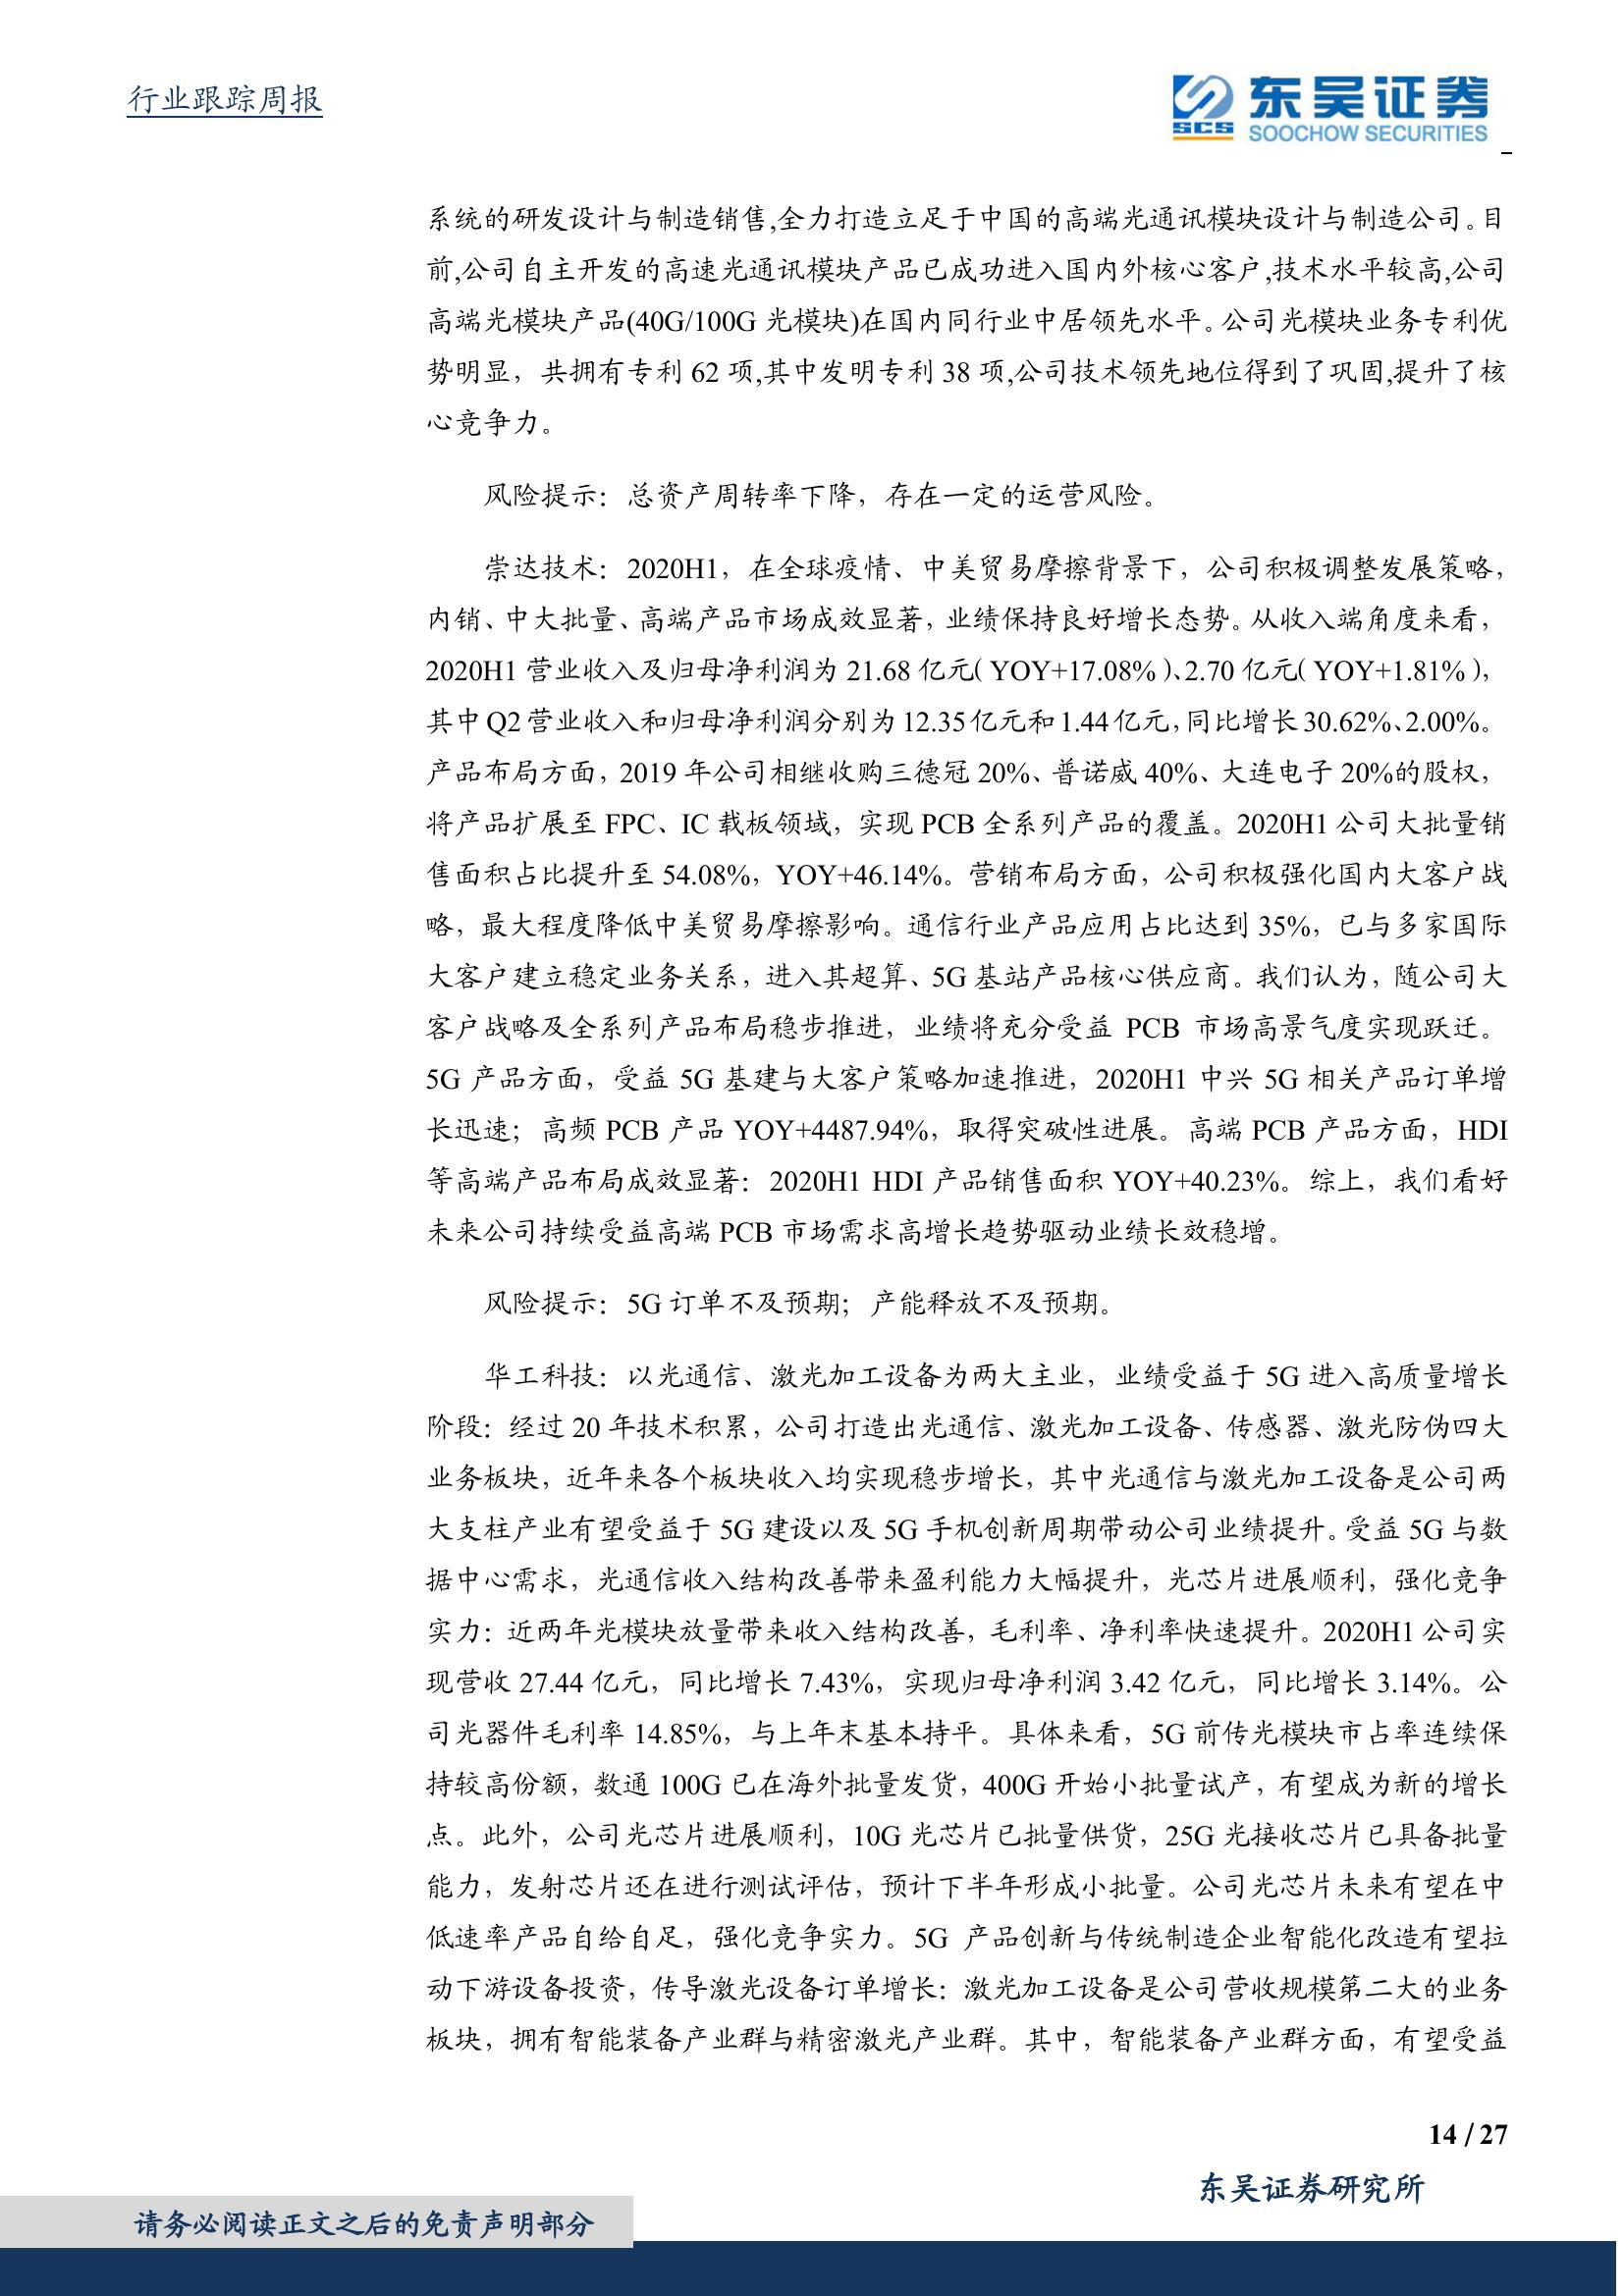 行业跟踪周报
SCS
东吴证券
SOOCHOW SECURITIES
系统的研发设计与制造销售,全力打造立足于中国的高端光通讯模块设计与制造公司。目
前,公司自主开发的高速光通讯模块产品已成功进入国内外核心客户,技术水平较高,公司
高端光模块产品(40G/100G 光模块)在国内同行业中居领先水平。公司光模块业务专利优
势明显，共拥有专利 62 项,其中发明专利 38 项,公司技术领先地位得到了巩固,提升了核
心竞争力。
风险提示：总资产周转率下降，存在一定的运营风险。
崇达技术：2020H1，在全球疫情、中美贸易摩擦背景下，公司积极调整发展策略，
内销、中大批量、高端产品市场成效显著，业绩保持良好增长态势。从收入端角度来看，
2020H1 营业收入及归母净利润为 21.68 亿元（YOY+17.08%）、2.70 亿元（YOY+1.81%），
其中 Q2 营业收入和归母净利润分别为 12.35 亿元和 1.44 亿元，同比增长 30.62%、2.00%。
产品布局方面，2019 年公司相继收购三德冠 20%、普诺威 40%、大连电子 20%的股权，
将产品扩展至 FPC、IC 载板领域，实现 PCB 全系列产品的覆盖。2020H1 公司大批量销
售面积占比提升至 54.08%，YOY+46.14%。营销布局方面，公司积极强化国内大客户战
略，最大程度降低中美贸易摩擦影响。通信行业产品应用占比达到 35%，已与多家国际
大客户建立稳定业务关系，进入其超算、5G 基站产品核心供应商。我们认为，随公司大
客户战略及全系列产品布局稳步推进，业绩将充分受益 PCB 市场高景气度实现跃迁。
5G 产品方面，受益 5G 基建与大客户策略加速推进，2020H1 中兴 5G 相关产品订单增
长迅速；高频 PCB 产品 YOY+4487.94%，取得突破性进展。高端 PCB 产品方面，HDI
等高端产品布局成效显著：2020H1 HDI 产品销售面积 YOY+40.23%。综上，我们看好
未来公司持续受益高端 PCB 市场需求高增长趋势驱动业绩长效稳增。
风险提示：5G 订单不及预期；产能释放不及预期。
华工科技：以光通信、激光加工设备为两大主业，业绩受益于 5G 进入高质量增长
阶段：经过 20 年技术积累，公司打造出光通信、激光加工设备、传感器、激光防伪四大
业务板块，近年来各个板块收入均实现稳步增长，其中光通信与激光加工设备是公司两
大支柱产业有望受益于 5G 建设以及 5G 手机创新周期带动公司业绩提升。受益 5G 与数
据中心需求，光通信收入结构改善带来盈利能力大幅提升，光芯片进展顺利，强化竞争
实力：近两年光模块放量带来收入结构改善，毛利率、净利率快速提升。2020H1 公司实
现营收 27.44 亿元，同比增长 7.43%，实现归母净利润 3.42 亿元，同比增长 3.14%。公
司光器件毛利率 14.85%，与上年末基本持平。具体来看，5G 前传光模块市占率连续保
持较高份额，数通 100G 已在海外批量发货，400G 开始小批量试产，有望成为新的增长
点。此外，公司光芯片进展顺利，10G 光芯片已批量供货，25G 光接收芯片已具备批量
能力，发射芯片还在进行测试评估，预计下半年形成小批量。公司光芯片未来有望在中
低速率产品自给自足，强化竞争实力。5G 产品创新与传统制造企业智能化改造有望拉
动下游设备投资，传导激光设备订单增长：激光加工设备是公司营收规模第二大的业务
板块，拥有智能装备产业群与精密激光产业群。其中，智能装备产业群方面，有望受益
14 / 27
东吴证券研究所
请务必阅读正文之后的免责声明部分